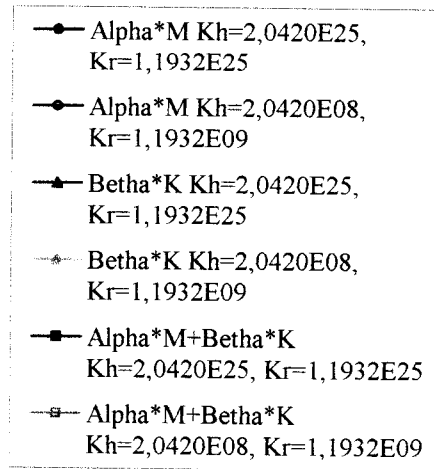 Alpha*M Kh=2,0420E25,
Kr=1,1932E25
Alpha*M Kh=2,0420E08,
Kr=1,1932E09
Betha*K Kh=2,0420E25,
Kr=1,1932E25
Betha*K Kh=2,0420E08,
Kr=1,1932E09
Alpha*M+Betha*K
Kh=2,0420E25, Kr=1,1932E25
Alpha*M+Betha*K
Kh=2,0420E08, Kr=1,1932E09